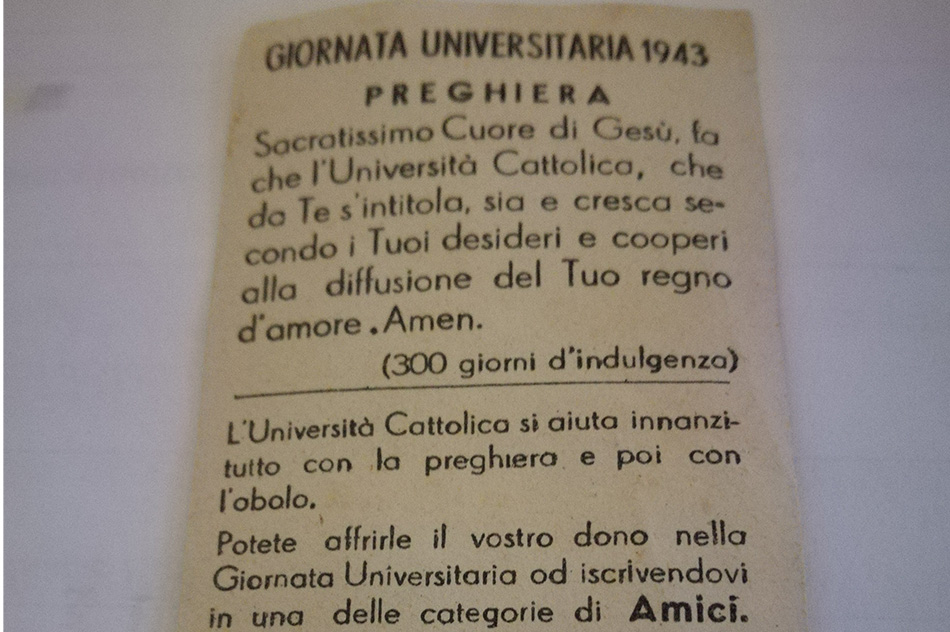 GIORNATA UNIVERSITARIA 1943
PREGHIERA
Sacratissimo Cuore di Gesù, fa
che l'Università Cattolica, che
da Te s'intitola, sia e cresca se-
condo i Tuoi desideri e cooperi
alla diffusione del Tuo regno
d'amore. Amen.
(300 giorni d'indulgenza)
L'Università Cattolica si aiuta innanzi-
tutto con la preghiera e poi con
l'obolo.
Potete offrirle il vostro dono nella
Giornata Universitaria od iscrivendovi
in una delle categorie di Amici.